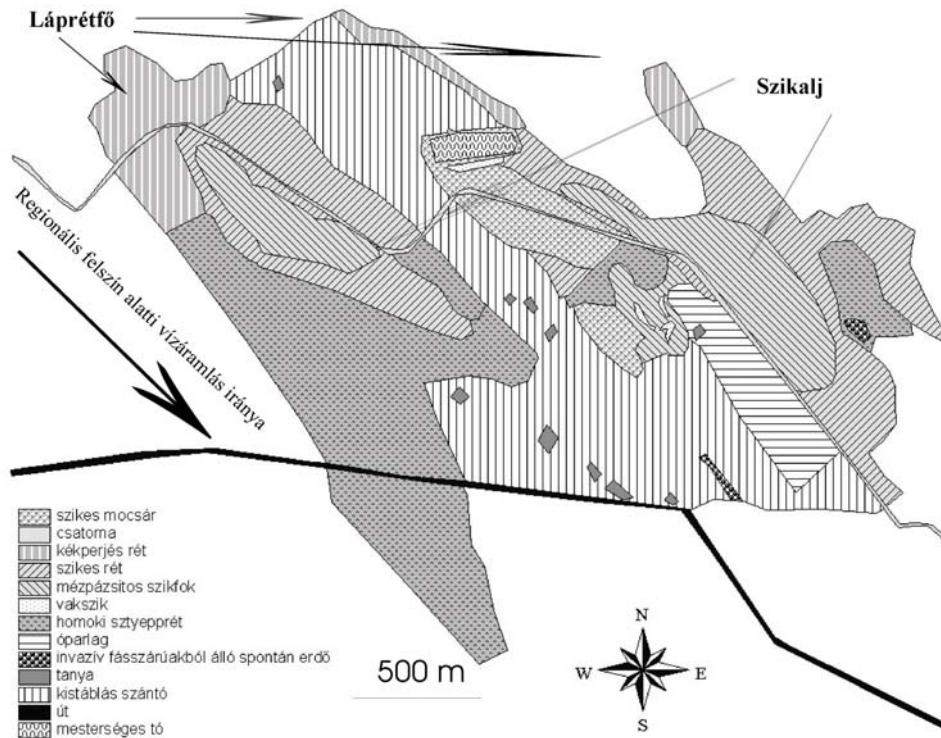 Láprétfő
Szikalj
Regionális felszín alatti vízáramlás iránya
szikes mocsár
csatorna
kékperjés rét
szikes rét
mézpázsitos szikfok
vakszik
homoki sztyepprét
óparlag
invazív fásszárúakból álló spontán erdő
tanya
kistáblás szántó
út
mesterséges tó
500 m
N
W E
S